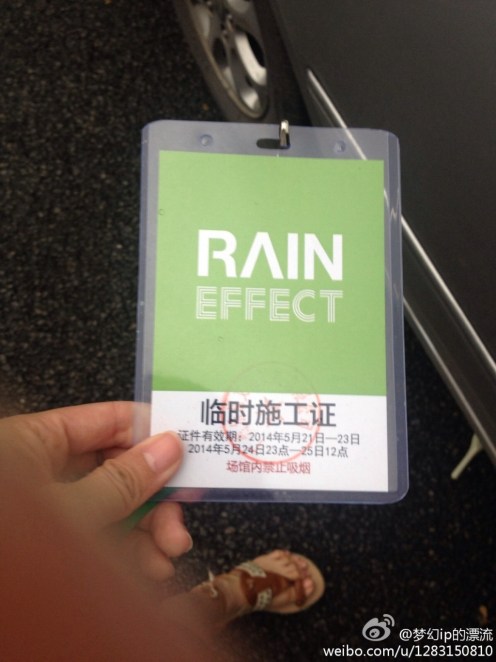 RAIN
EFFECT
临时施工证
证件有效期：2014年5月21日—23日
2014年5月24日23点—25日12点
场馆内禁止吸烟
@梦幻ip的漂流
weibo.com/u/1283150810